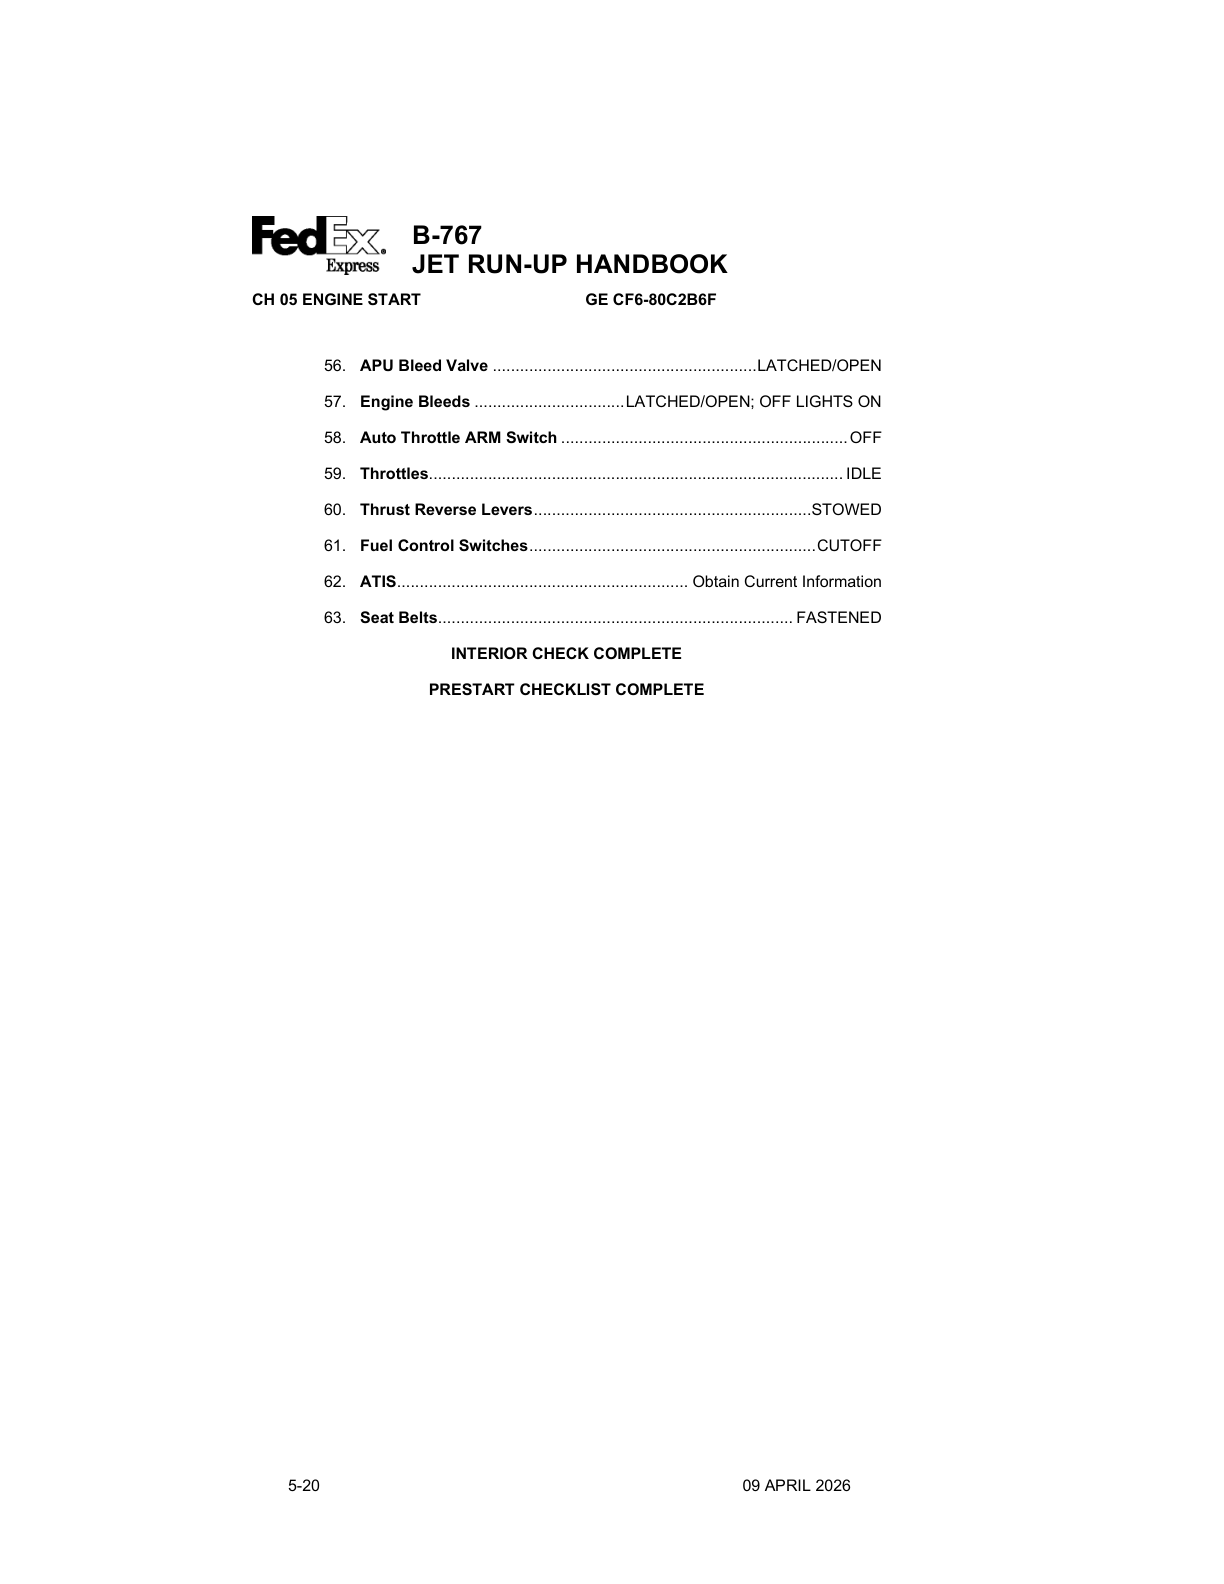 FedEx®
Express
B-767
JET RUN-UP HANDBOOK
CH 05 ENGINE START GE CF6-80C2B6F
56. APU Bleed Valve ..........................................................LATCHED/OPEN
57. Engine Bleeds .................................LATCHED/OPEN; OFF LIGHTS ON
58. Auto Throttle ARM Switch ............................................................... OFF
59. Throttles........................................................................................... IDLE
60. Thrust Reverse Levers.............................................................STOWED
61. Fuel Control Switches...............................................................CUTOFF
62. ATIS................................................................ Obtain Current Information
63. Seat Belts.............................................................................. FASTENED
INTERIOR CHECK COMPLETE
PRESTART CHECKLIST COMPLETE
5-20 09 APRIL 2026